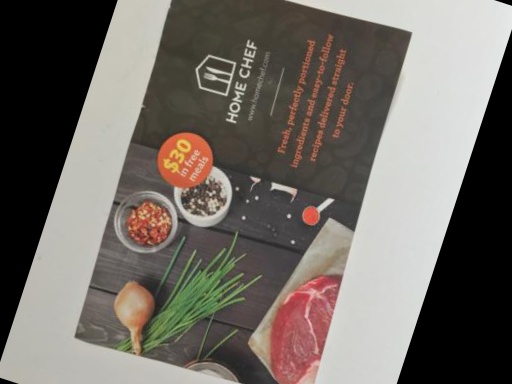 HOME CHEF
www.homechef.com
Fresh, perfectly portioned
ingredients and easy-to-follow
recipes delivered straight
to your door.
$30
in free
meals